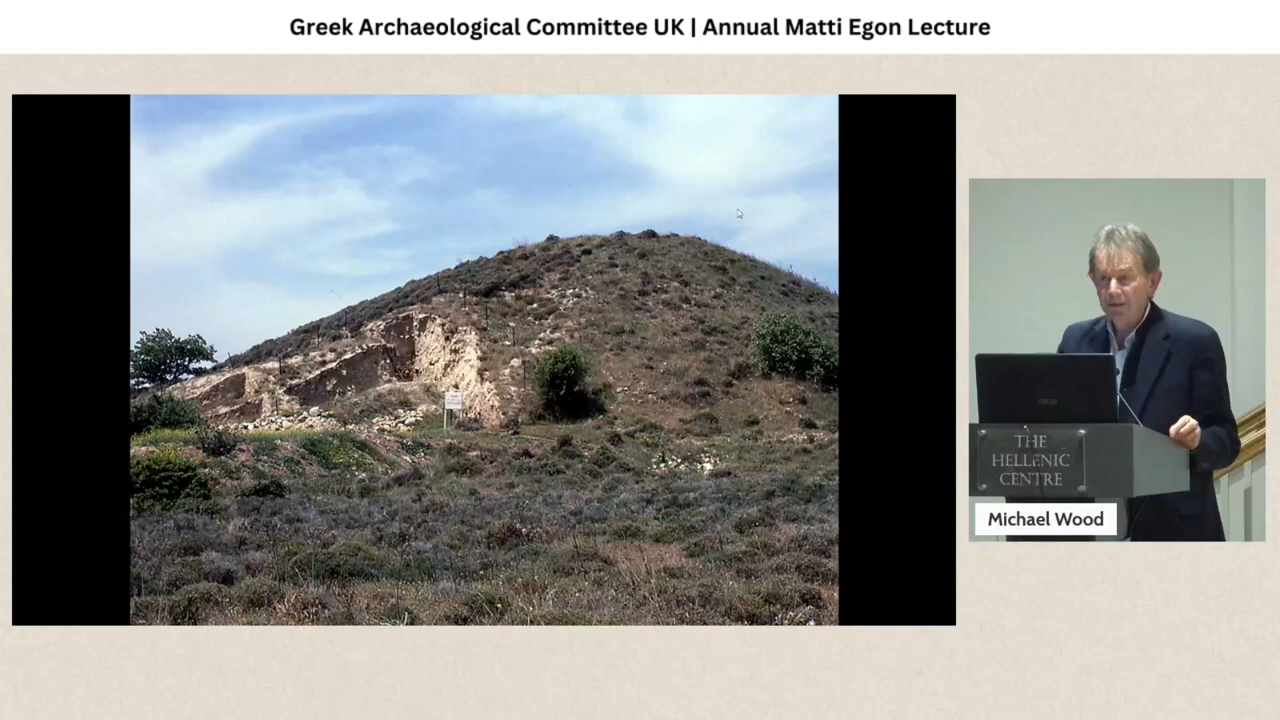 Greek Archaeological Committee UK | Annual Matti Egon Lecture
THE
HELLENIC
CENTRE
Michael Wood